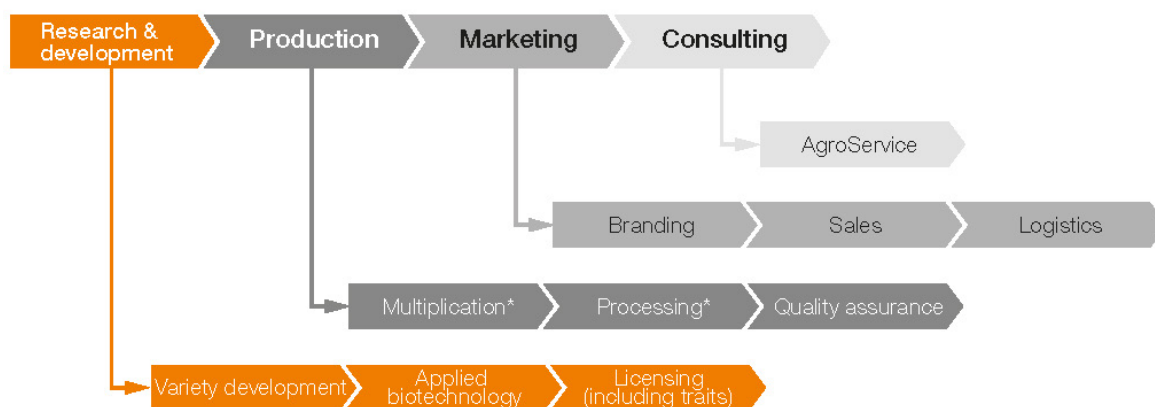 Research &
development
Production
Marketing
Consulting
AgroService
Branding
Sales
Logistics
Multiplication*
Processing*
Quality assurance
Variety development
Applied
biotechnology
Licensing
(including traits)